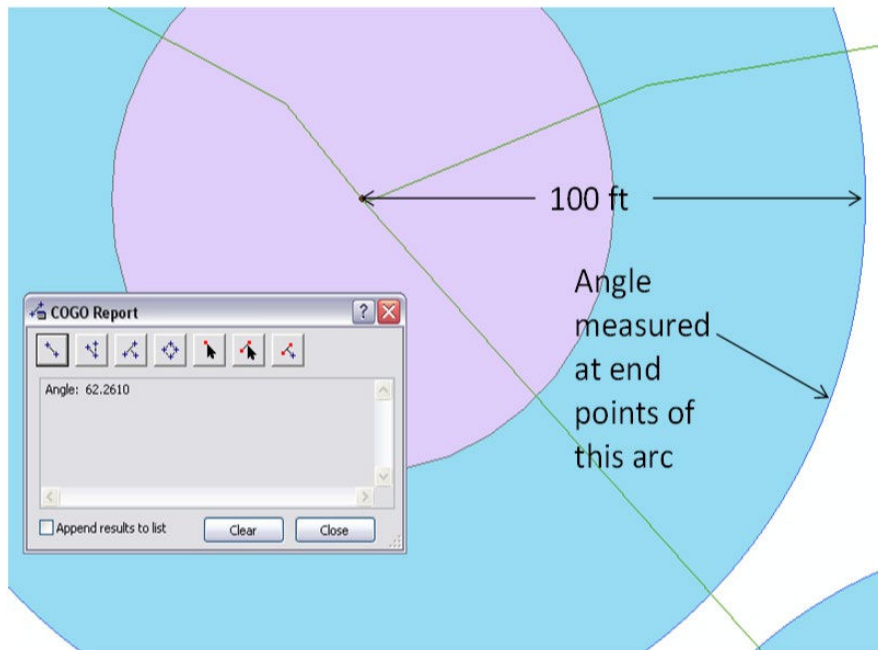 100 ft
Angle
measured
at end
points of
this arc
COGO Report
Angle: 62.2610
Append results to list
Clear
Close